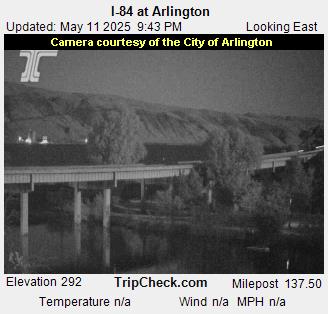 I-84 at Arlington
Updated: May 11 2025 9:43 PM Looking East
Camera courtesy of the City of Arlington
Elevation 292 TripCheck.com Milepost 137.50
Temperature n/a Wind n/a MPH n/a